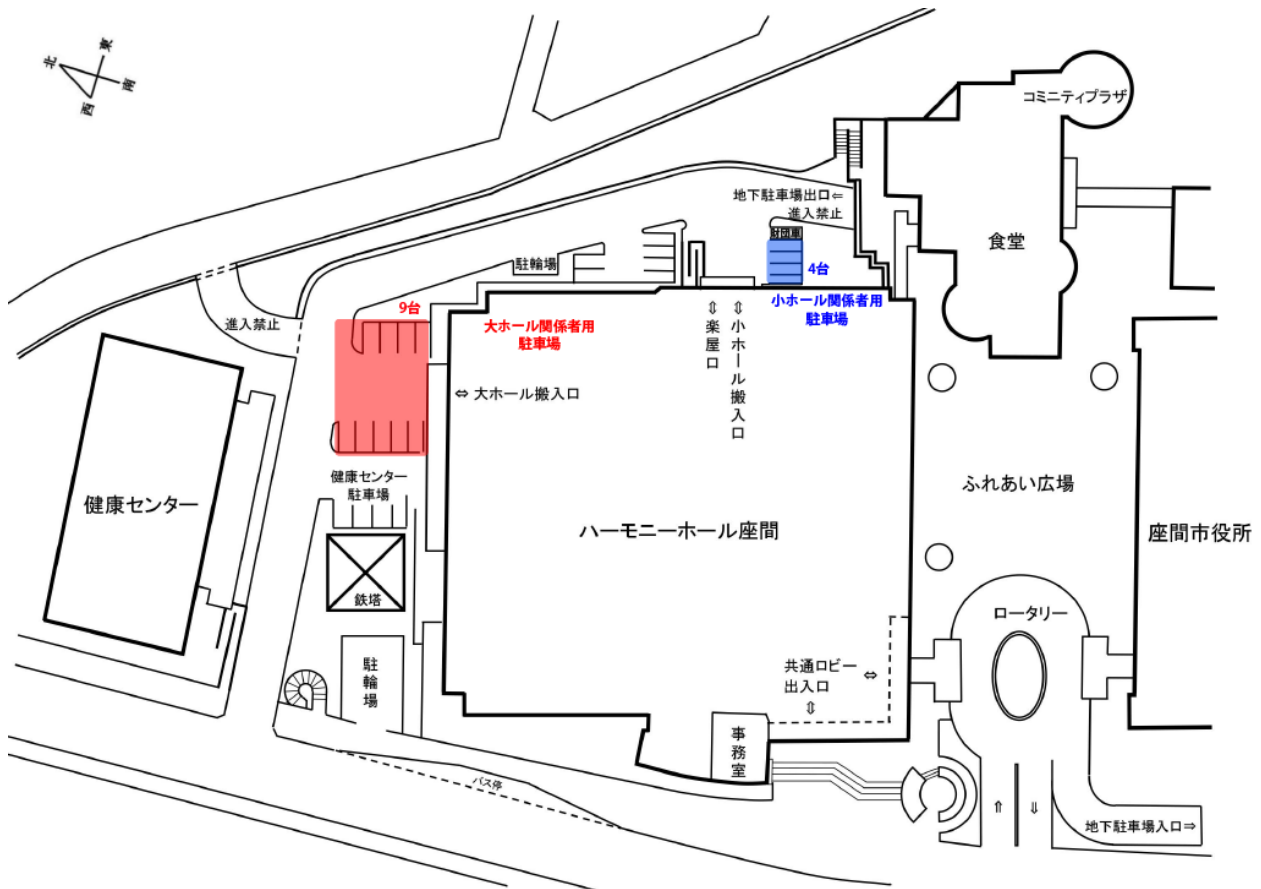 北
東
南
西
コミニティプラザ
地下駐車場出口⇐
進入禁止
財団車
食堂
4台
駐輪場
小ホール関係者用
駐車場
9台
進入禁止
大ホール関係者用
駐車場
⇔ 大ホール搬入口
⇕楽屋口
⇕小ホール搬入口
健康センター
駐車場
健康センター
ふれあい広場
ハーモニーホール座間
座間市役所
鉄塔
ロータリー
駐輪場
共通ロビー
出入口
⇔
⇕
事務室
バス停
⇑
⇓
地下駐車場入口⇒